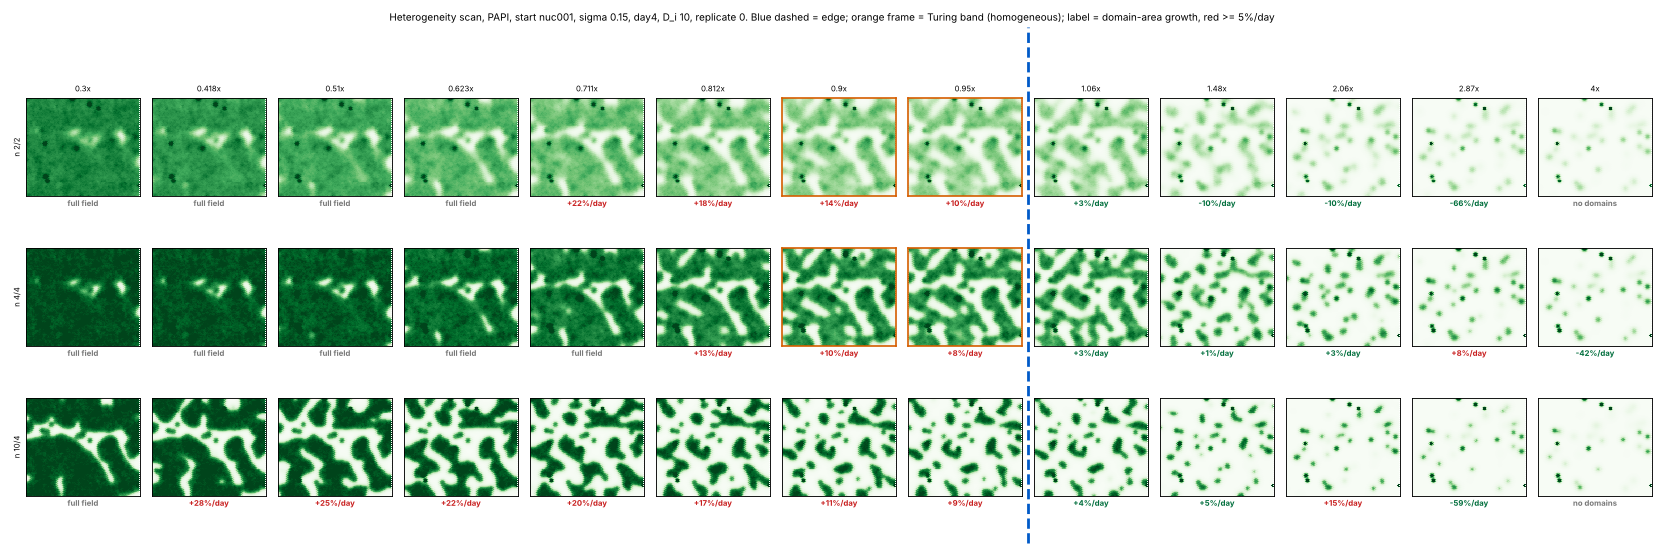 Heterogeneity scan, PAPI, start nuc001, sigma 0.15, day4, D_i 10, replicate 0. Blue dashed = edge; orange frame = Turing band (homogeneous); label = domain-area growth, red >= 5%/day
0.3x 0.418x 0.51x 0.623x 0.711x 0.812x 0.9x 0.95x 1.06x 1.48x 2.06x 2.87x 4x
n 2/2
full field full field full field full field +22%/day +18%/day +14%/day +10%/day +3%/day -10%/day -10%/day -66%/day no domains
n 4/4
full field full field full field full field full field +13%/day +10%/day +8%/day +3%/day +1%/day +3%/day +8%/day -42%/day
n 10/4
full field +28%/day +25%/day +22%/day +20%/day +17%/day +11%/day +9%/day +4%/day +5%/day +15%/day -59%/day no domains